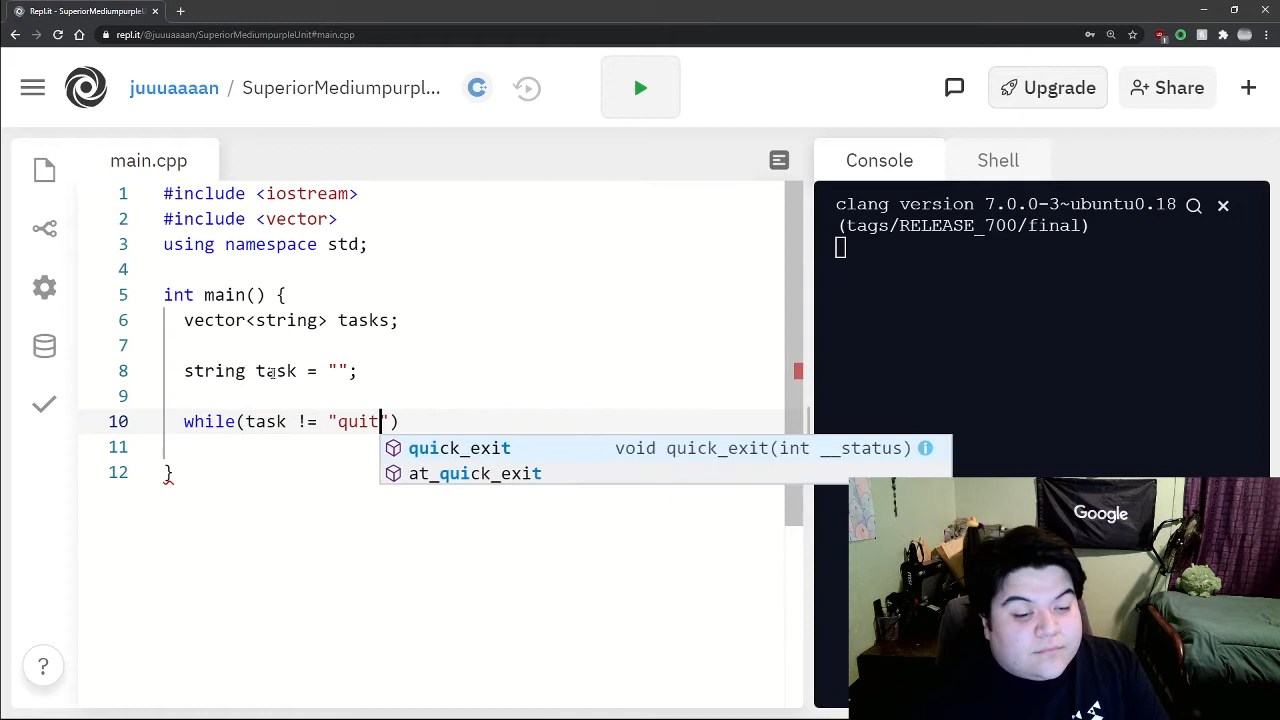 Repl.it - SuperiorMediumpurpleU
repl.it/@juuuaaaan/SuperiorMediumpurpleUnit#main.cpp
juuuaaaan / SuperiorMediumpurpl...
Upgrade
Share
main.cpp
Console
Shell
1 #include <iostream>
2 #include <vector>
3 using namespace std;
4
5 int main() {
6 vector<string> tasks;
7
8 string task = "";
9
10 while(task != "quit")
11
12 }
quick_exit void quick_exit(int __status)
at_quick_exit
clang version 7.0.0-3~ubuntu0.18
(tags/RELEASE_700/final)
Google
?